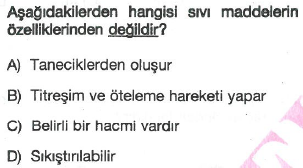 Aşağıdakilerden hangisi sıvı maddelerin
özelliklerinden değildir?
A) Taneciklerden oluşur
B) Titreşim ve öteleme hareketi yapar
C) Belirli bir hacmi vardır
D) Sıkıştırılabilir